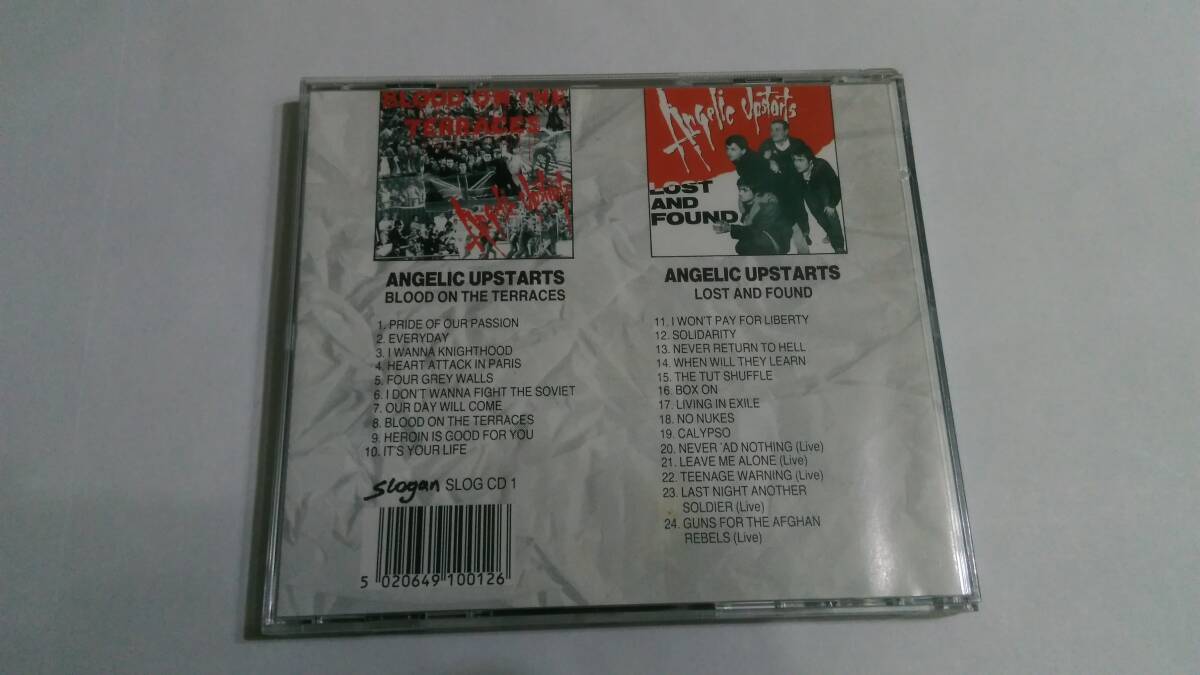 BLOOD ON THE
TERRACES
Angelic Upstarts
ANGELIC UPSTARTS
BLOOD ON THE TERRACES
1. PRIDE OF OUR PASSION
2. EVERYDAY
3. I WANNA KNIGHTHOOD
4. HEART ATTACK IN PARIS
5. FOUR GREY WALLS
6. I DON'T WANNA FIGHT THE SOVIET
7. OUR DAY WILL COME
8. BLOOD ON THE TERRACES
9. HEROIN IS GOOD FOR YOU
10. IT'S YOUR LIFE
Slogan SLOG CD 1
5 020649 100126
Angelic Upstarts
LOST
AND
FOUND
ANGELIC UPSTARTS
LOST AND FOUND
11. I WON'T PAY FOR LIBERTY
12. SOLIDARITY
13. NEVER RETURN TO HELL
14. WHEN WILL THEY LEARN
15. THE TUT SHUFFLE
16. BOX ON
17. LIVING IN EXILE
18. NO NUKES
19. CALYPSO
20. NEVER 'AD NOTHING (Live)
21. LEAVE ME ALONE (Live)
22. TEENAGE WARNING (Live)
23. LAST NIGHT ANOTHER
SOLDIER (Live)
24. GUNS FOR THE AFGHAN
REBELS (Live)